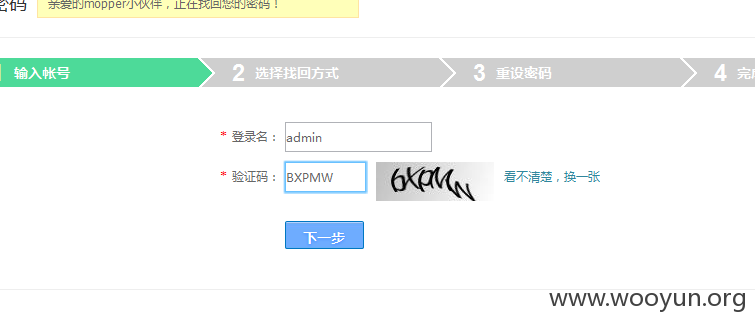 密码 亲爱的mopper小伙伴，正在找回您的密码！
输入帐号 2 选择找回方式 3 重设密码 4 完
* 登录名： admin
* 验证码： BXPMW 6XPMN 看不清楚，换一张
下一步
www.wooyun.org